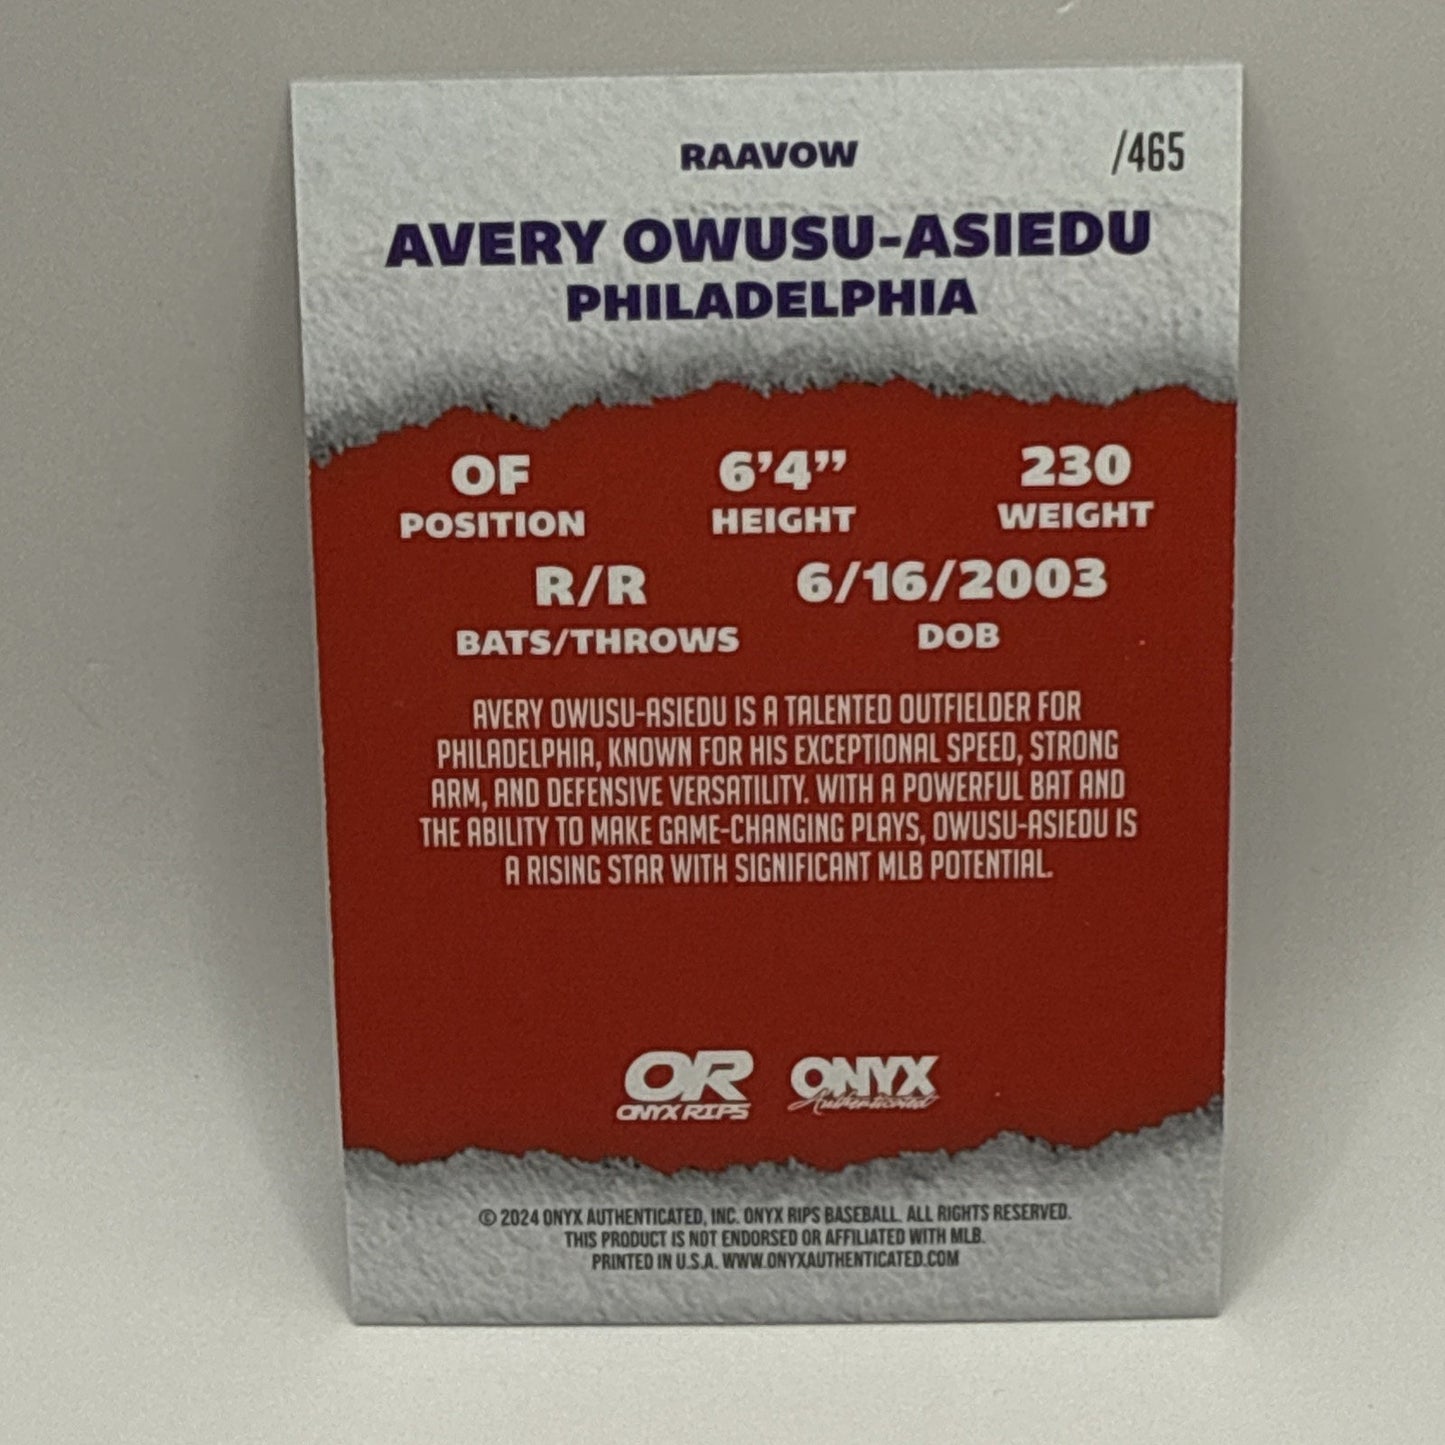 RAAVOW
/465
AVERY OWUSU-ASIEDU
PHILADELPHIA
OF 6’4” 230
POSITION HEIGHT WEIGHT
R/R 6/16/2003
BATS/THROWS DOB
AVERY OWUSU-ASIEDU IS A TALENTED OUTFIELDER FOR
PHILADELPHIA, KNOWN FOR HIS EXCEPTIONAL SPEED, STRONG
ARM, AND DEFENSIVE VERSATILITY. WITH A POWERFUL BAT AND
THE ABILITY TO MAKE GAME-CHANGING PLAYS, OWUSU-ASIEDU IS
A RISING STAR WITH SIGNIFICANT MLB POTENTIAL.
OR ONYX
ONYX RIPS Authenticated
© 2024 ONYX AUTHENTICATED, INC. ONYX RIPS BASEBALL. ALL RIGHTS RESERVED.
THIS PRODUCT IS NOT ENDORSED OR AFFILIATED WITH MLB.
PRINTED IN U.S.A. WWW.ONYXAUTHENTICATED.COM